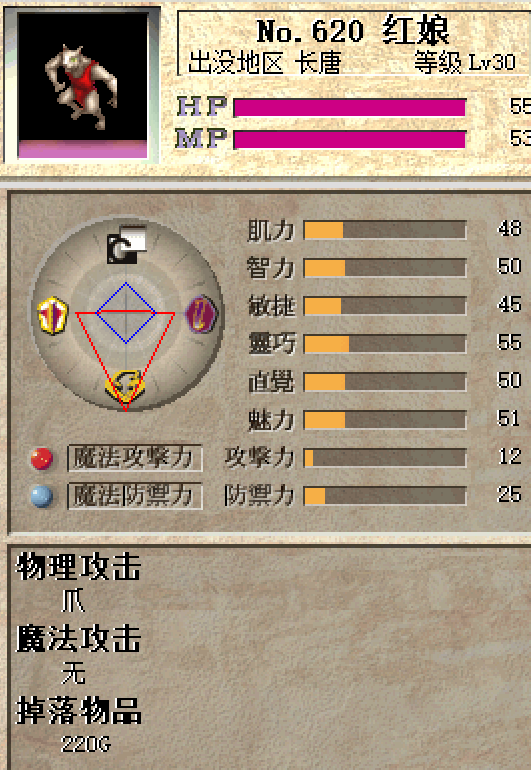 No. 620 红娘
出没地区 长唐 等级 Lv30
HP 55
MP 53
肌力 48
智力 50
敏捷 45
靈巧 55
直覺 50
魅力 51
魔法攻擊力 攻擊力 12
魔法防禦力 防禦力 25
物理攻击
爪
魔法攻击
无
掉落物品
220G